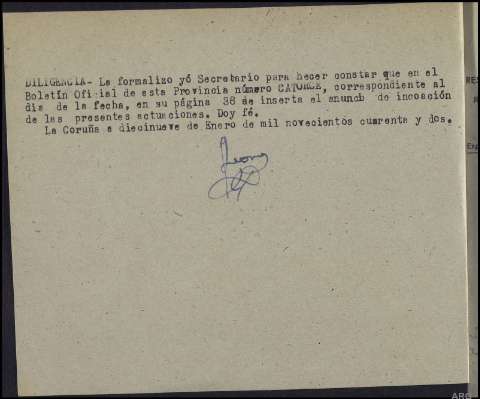 DILIGENCIA- La formalizo yó Secretario para hacer constar que en el
Boletín Oficial de esta Provincia número CATORCE, correspondiente al
día de la fecha, en su página 38 se inserta el anuncio de incoación
de las presentes actuaciones. Doy fé.
La Coruña a diecinueve de Enero de mil novecientos cuarenta y dos.